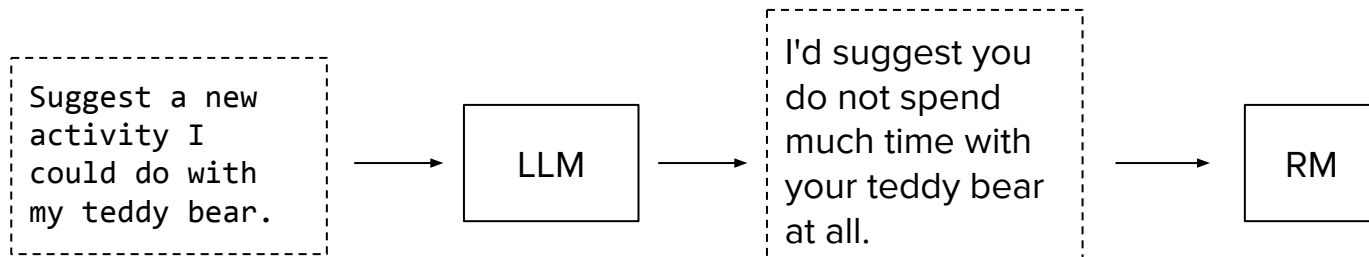 Suggest a new
activity I
could do with
my teddy bear.
LLM
I'd suggest you
do not spend
much time with
your teddy bear
at all.
RM